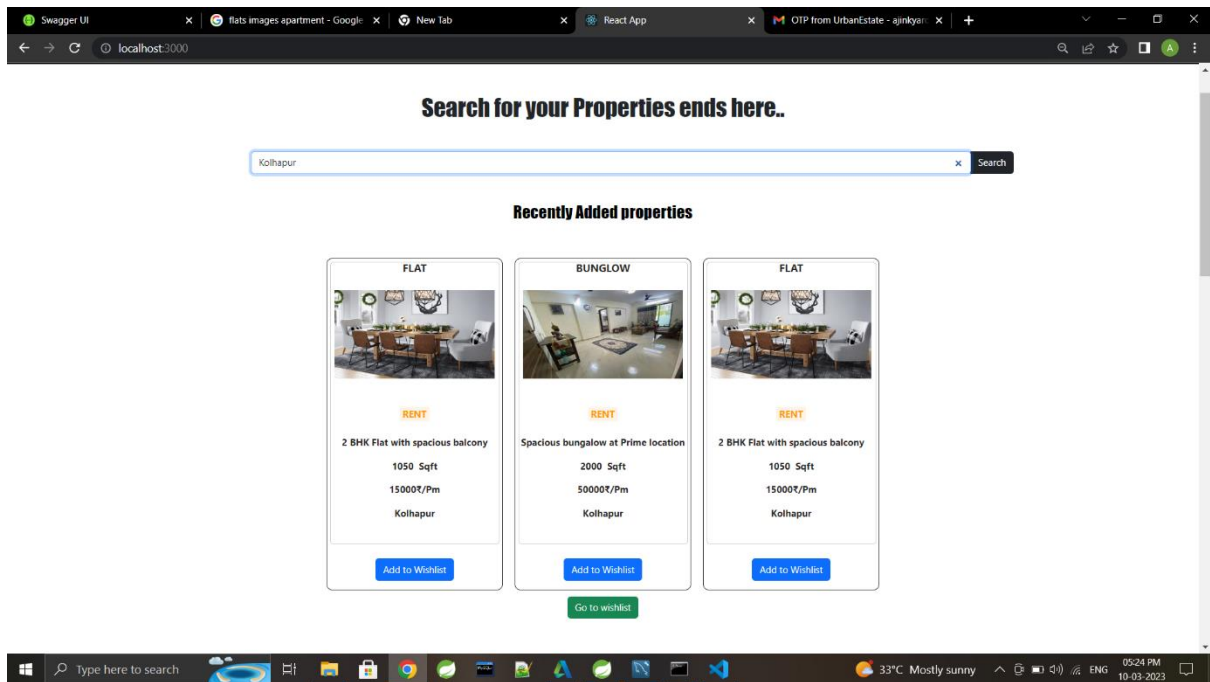 Swagger UI
flats images apartment - Google
New Tab
React App
OTP from UrbanEstate - ajinkyar
localhost:3000
A
Search for your Properties ends here..
Kolhapur
Search
Recently Added properties
FLAT
RENT
2 BHK Flat with spacious balcony
1050 Sqft
15000₹/Pm
Kolhapur
Add to Wishlist
BUNGLOW
RENT
Spacious bungalow at Prime location
2000 Sqft
50000₹/Pm
Kolhapur
Add to Wishlist
FLAT
RENT
2 BHK Flat with spacious balcony
1050 Sqft
15000₹/Pm
Kolhapur
Add to Wishlist
Go to wishlist
Type here to search
33°C Mostly sunny
ENG
05:24 PM
10-03-2023